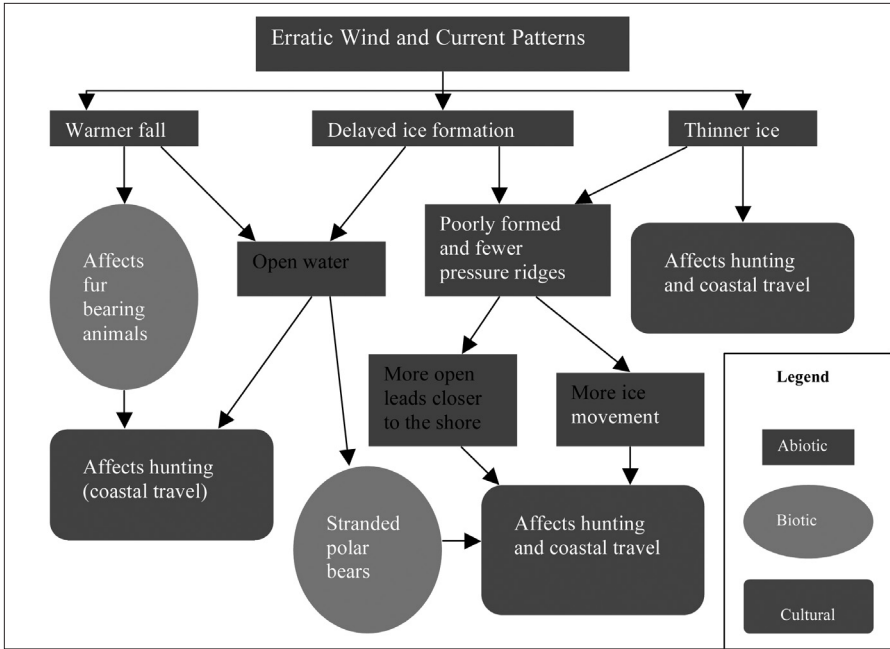 Erratic Wind and Current Patterns
Warmer fall
Delayed ice formation
Thinner ice
Affects
fur
bearing
animals
Open water
Poorly formed
and fewer
pressure ridges
Affects hunting
and coastal travel
More open
leads closer
to the shore
More ice
movement
Affects hunting
(coastal travel)
Stranded
polar
bears
Affects hunting
and coastal travel
Legend
Abiotic
Biotic
Cultural